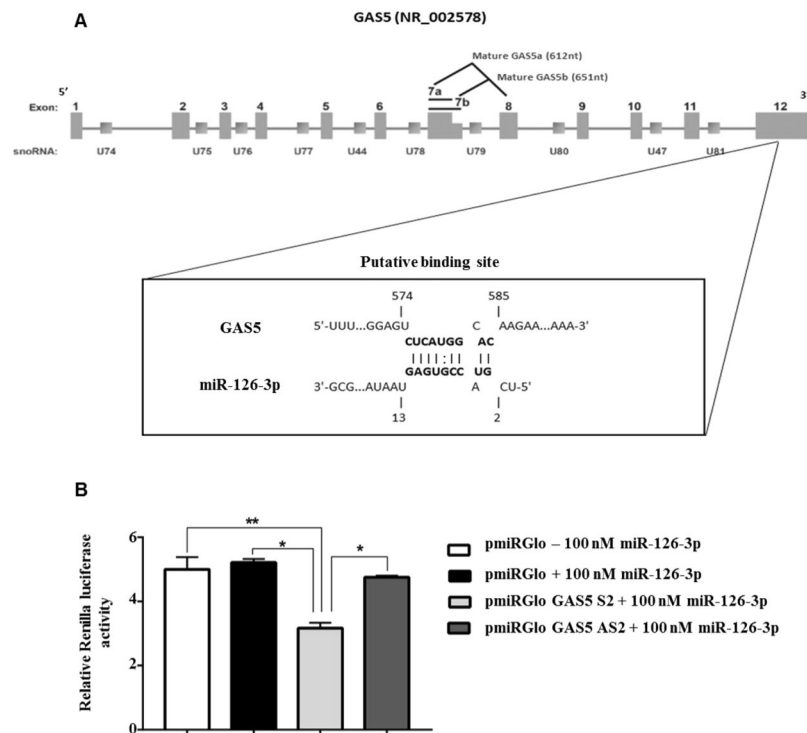 A
GAS5 (NR_002578)
Mature GAS5a (612nt)
Mature GAS5b (651nt)
5' 3'
7a
7b
Exon: 1 2 3 4 5 6 8 9 10 11 12
snoRNA: U74 U75 U76 U77 U44 U78 U79 U80 U47 U81
Putative binding site
574 585
GAS5 5'-UUU...GGAGU C AAGAA...AAA-3'
CUCAUGG AC
GAGUGCC UG
miR-126-3p 3'-GCG...AUAAU A CU-5'
13 2
B
Relative Renilla luciferase
activity
6
4
2
0
** 
*
*
pmiRGlo – 100 nM miR-126-3p
pmiRGlo + 100 nM miR-126-3p
pmiRGlo GAS5 S2 + 100 nM miR-126-3p
pmiRGlo GAS5 AS2 + 100 nM miR-126-3p